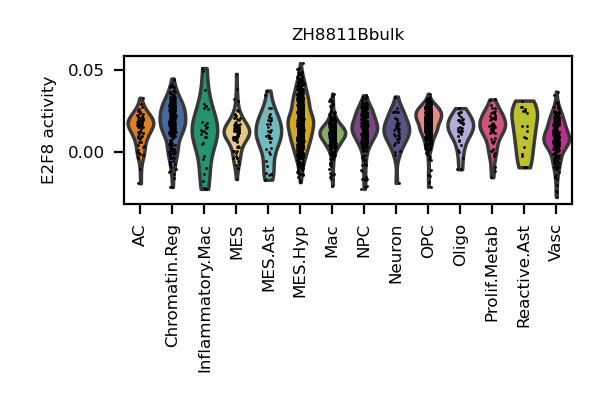 ZH8811Bbulk
E2F8 activity
0.05
0.00
AC
Chromatin.Reg
Inflammatory.Mac
MES
MES.Ast
MES.Hyp
Mac
NPC
Neuron
OPC
Oligo
Prolif.Metab
Reactive.Ast
Vasc